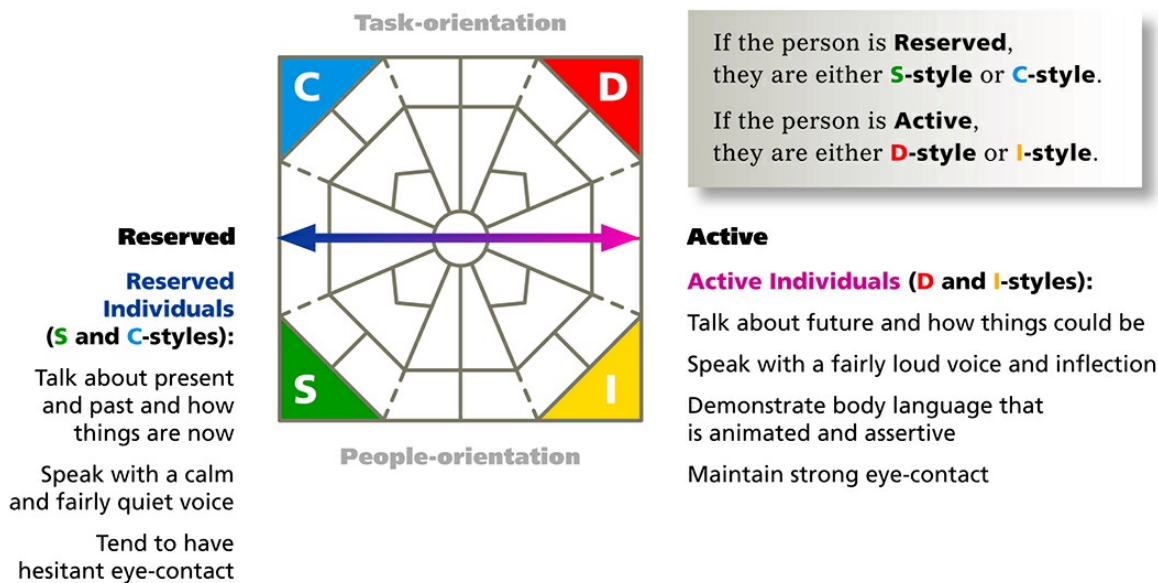 Task-orientation
C
D
S
I
People-orientation
If the person is Reserved,
they are either S-style or C-style.
If the person is Active,
they are either D-style or I-style.
Reserved
Reserved
Individuals
(S and C-styles):
Talk about present
and past and how
things are now
Speak with a calm
and fairly quiet voice
Tend to have
hesitant eye-contact
Active
Active Individuals (D and I-styles):
Talk about future and how things could be
Speak with a fairly loud voice and inflection
Demonstrate body language that
is animated and assertive
Maintain strong eye-contact